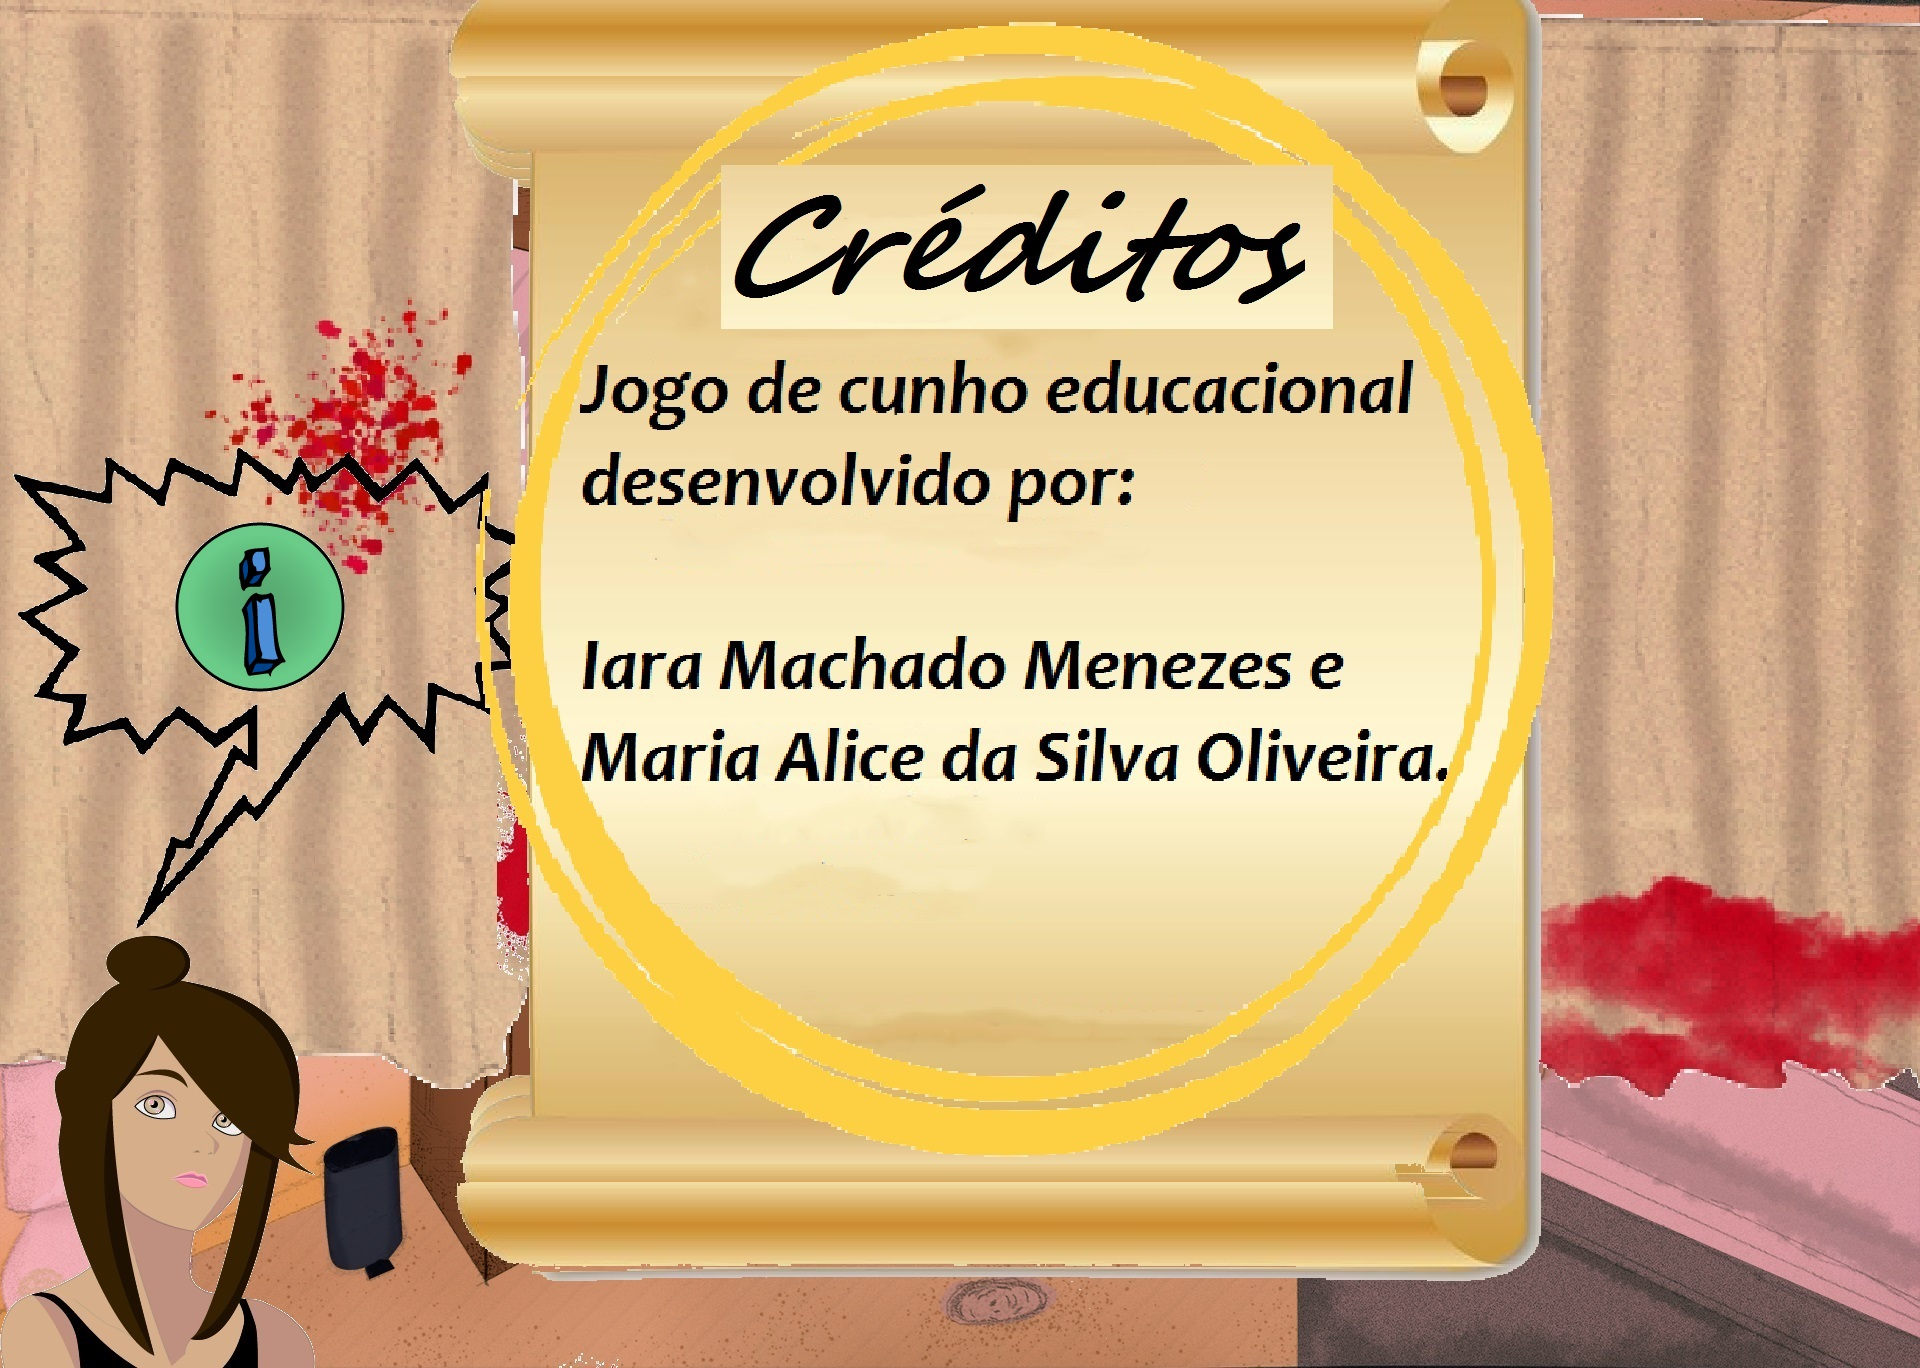 Créditos
Jogo de cunho educacional
desenvolvido por:
Iara Machado Menezes e
Maria Alice da Silva Oliveira.
i